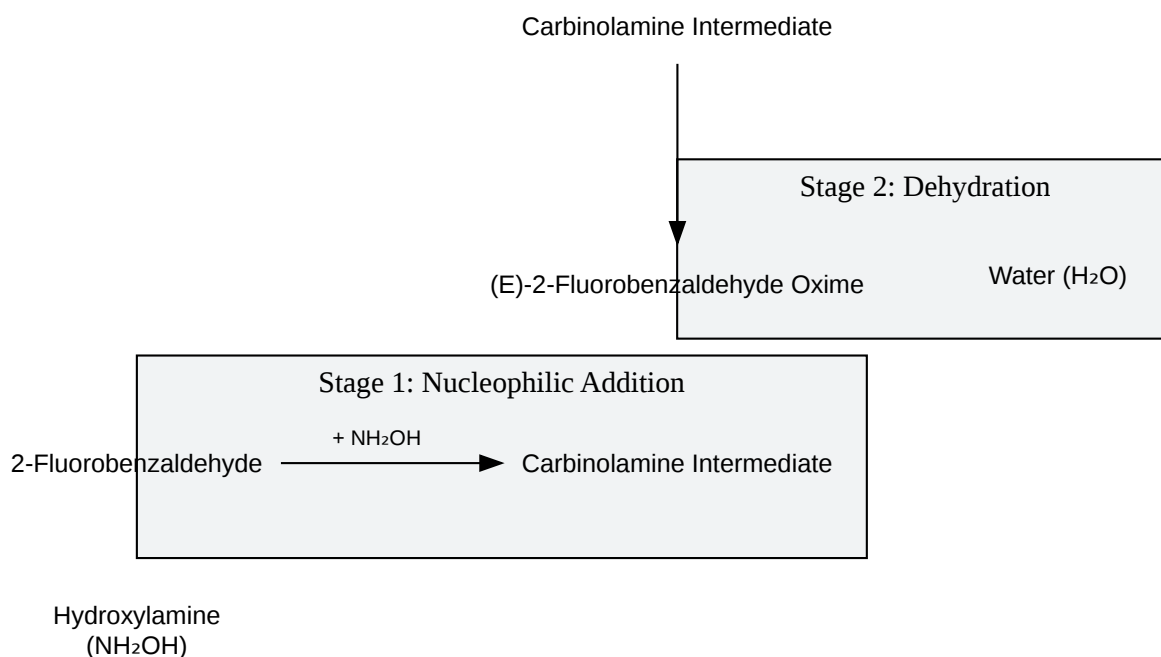 Carbinolamine Intermediate
Stage 2: Dehydration
(E)-2-Fluorobenzaldehyde Oxime
Water (H₂O)
Stage 1: Nucleophilic Addition
+ NH₂OH
2-Fluorobenzaldehyde
Carbinolamine Intermediate
Hydroxylamine
(NH₂OH)